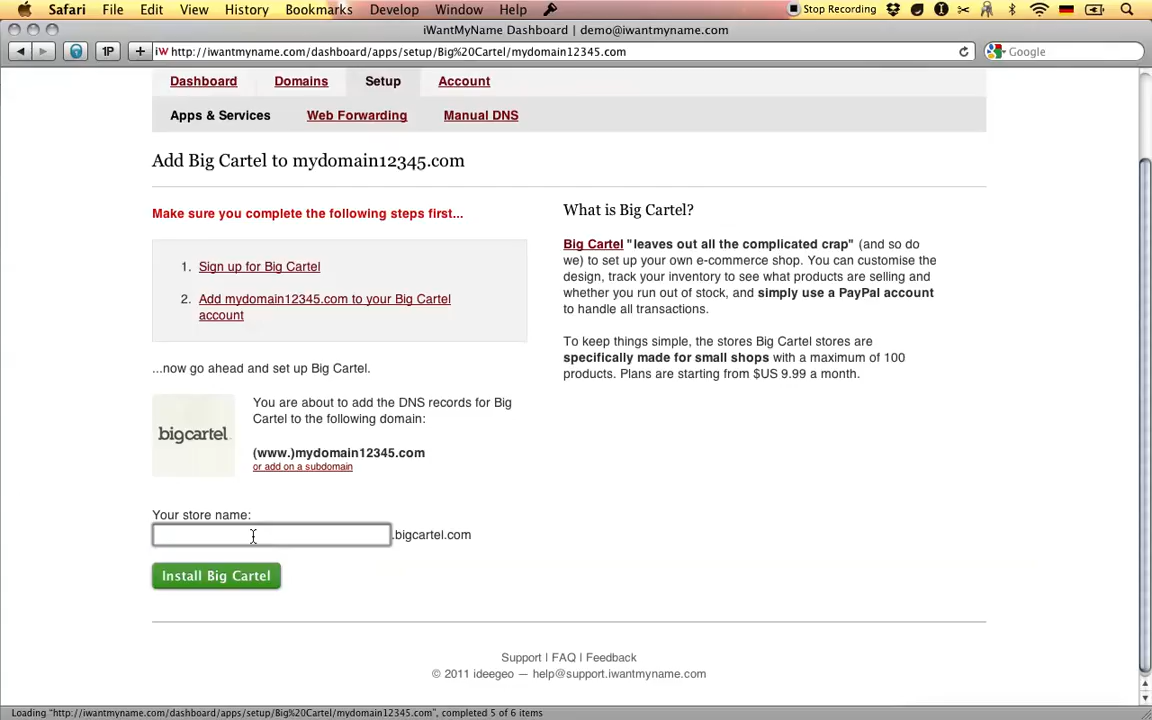 Safari File Edit View History Bookmarks Develop Window Help Stop Recording
iWantMyName Dashboard | demo@iwantmyname.com
1P iW http://iwantmyname.com/dashboard/apps/setup/Big%20Cartel/mydomain12345.com Google
Dashboard Domains Setup Account
Apps & Services Web Forwarding Manual DNS
Add Big Cartel to mydomain12345.com
Make sure you complete the following steps first...
1. Sign up for Big Cartel
2. Add mydomain12345.com to your Big Cartel
account
...now go ahead and set up Big Cartel.
bigcartel
You are about to add the DNS records for Big
Cartel to the following domain:
(www.)mydomain12345.com
or add on a subdomain
Your store name:
.bigcartel.com
Install Big Cartel
What is Big Cartel?
Big Cartel "leaves out all the complicated crap" (and so do
we) to set up your own e-commerce shop. You can customise the
design, track your inventory to see what products are selling and
whether you run out of stock, and simply use a PayPal account
to handle all transactions.
To keep things simple, the stores Big Cartel stores are
specifically made for small shops with a maximum of 100
products. Plans are starting from $US 9.99 a month.
Support | FAQ | Feedback
© 2011 ideegeo — help@support.iwantmyname.com
Loading "http://iwantmyname.com/dashboard/apps/setup/Big%20Cartel/mydomain12345.com", completed 5 of 6 items